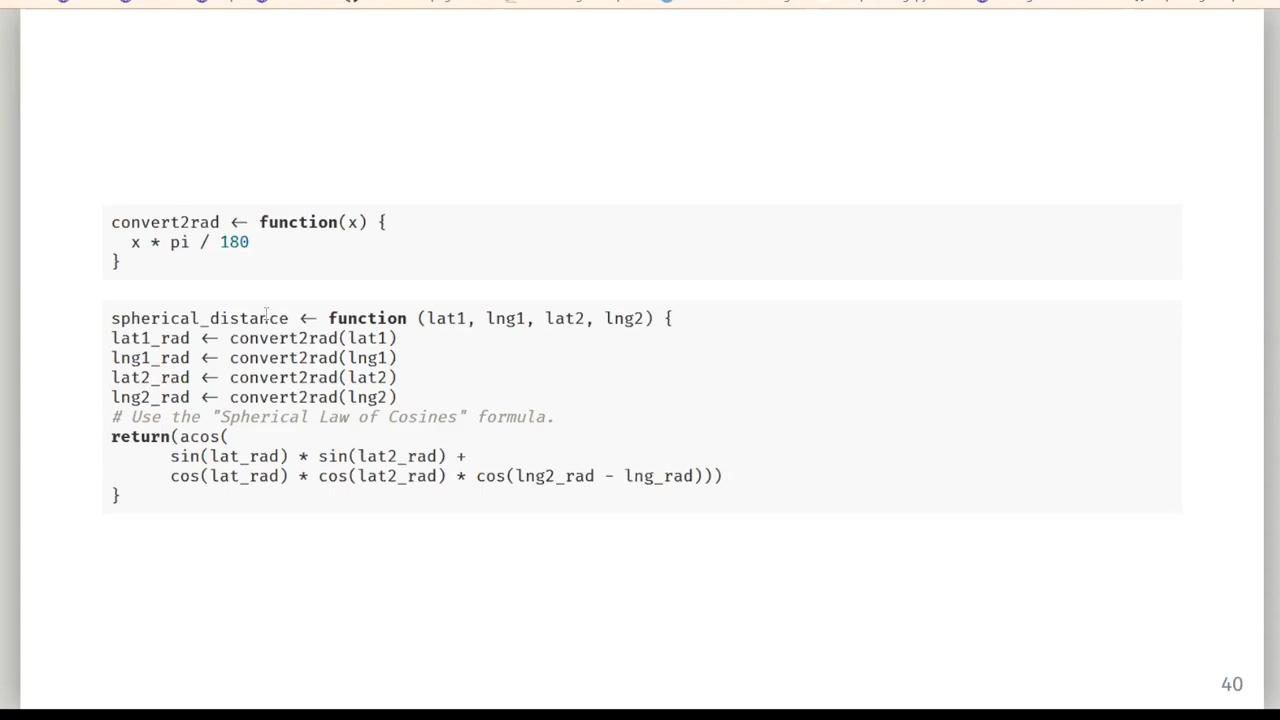 convert2rad ← function(x) {
  x * pi / 180
}
spherical_distance ← function (lat1, lng1, lat2, lng2) {
lat1_rad ← convert2rad(lat1)
lng1_rad ← convert2rad(lng1)
lat2_rad ← convert2rad(lat2)
lng2_rad ← convert2rad(lng2)
# Use the "Spherical Law of Cosines" formula.
return(acos(
      sin(lat_rad) * sin(lat2_rad) +
      cos(lat_rad) * cos(lat2_rad) * cos(lng2_rad - lng_rad)))
}
40